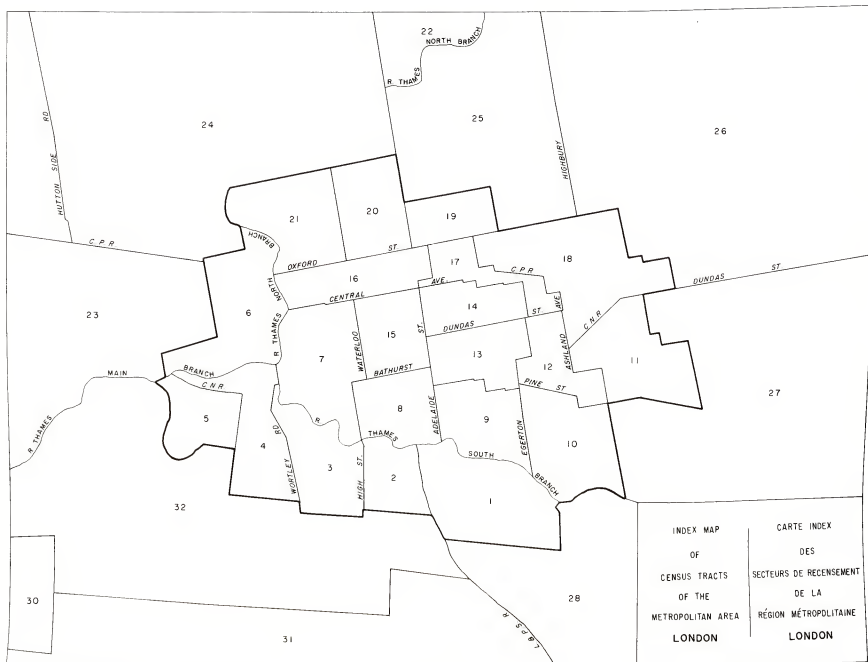 22
NORTH BRANCH
R. THAMES
24
25
26
HUTTON SIDE RD
HIGHBURY
21
20
19
C.P.R
BRANCH
NORTH
R THAMES
OXFORD ST
17
18
C.P.R
16
CENTRAL AVE.
DUNDAS ST
23
6
14
DUNDAS ST
AVE
ASHLAND
C.N.R
15
WATERLOO
ST.
ADELAIDE
7
13
12
11
MAIN BRANCH
R THAMES
BATHURST
C.N.R
PINE ST
27
5
4
WORTLEY RD
R THAMES
8
9
EGERTON
10
SOUTH BRANCH
3
HIGH ST.
2
1
32
INDEX MAP
OF
CENSUS TRACTS
OF THE
METROPOLITAN AREA
LONDON
CARTE INDEX
DES
SECTEURS DE RECENSEMENT
DE LA
RÉGION MÉTROPOLITAINE
LONDON
30
28
L&PS R
31